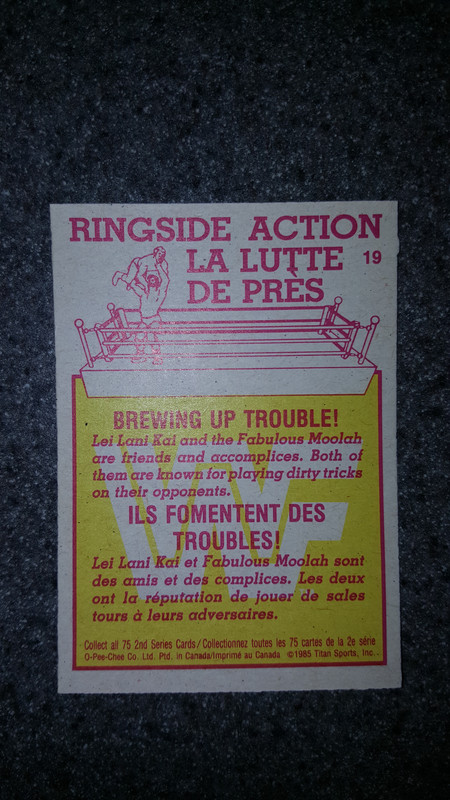 RINGSIDE ACTION
LA LUTTE 19
DE PRÈS
BREWING UP TROUBLE!
Lei Lani Kai and the Fabulous Moolah
are friends and accomplices. Both of
them are known for playing dirty tricks
on their opponents.
ILS FOMENTENT DES
TROUBLES!
Lei Lani Kai et Fabulous Moolah sont
des amis et des complices. Les deux
ont la réputation de jouer de sales
tours à leurs adversaires.
Collect all 75 2nd Series Cards / Collectionnez toutes les 75 cartes de la 2e série
O-Pee-Chee Co. Ltd. Ptd. in Canada/Imprimé au Canada ©1985 Titan Sports, Inc.
WF